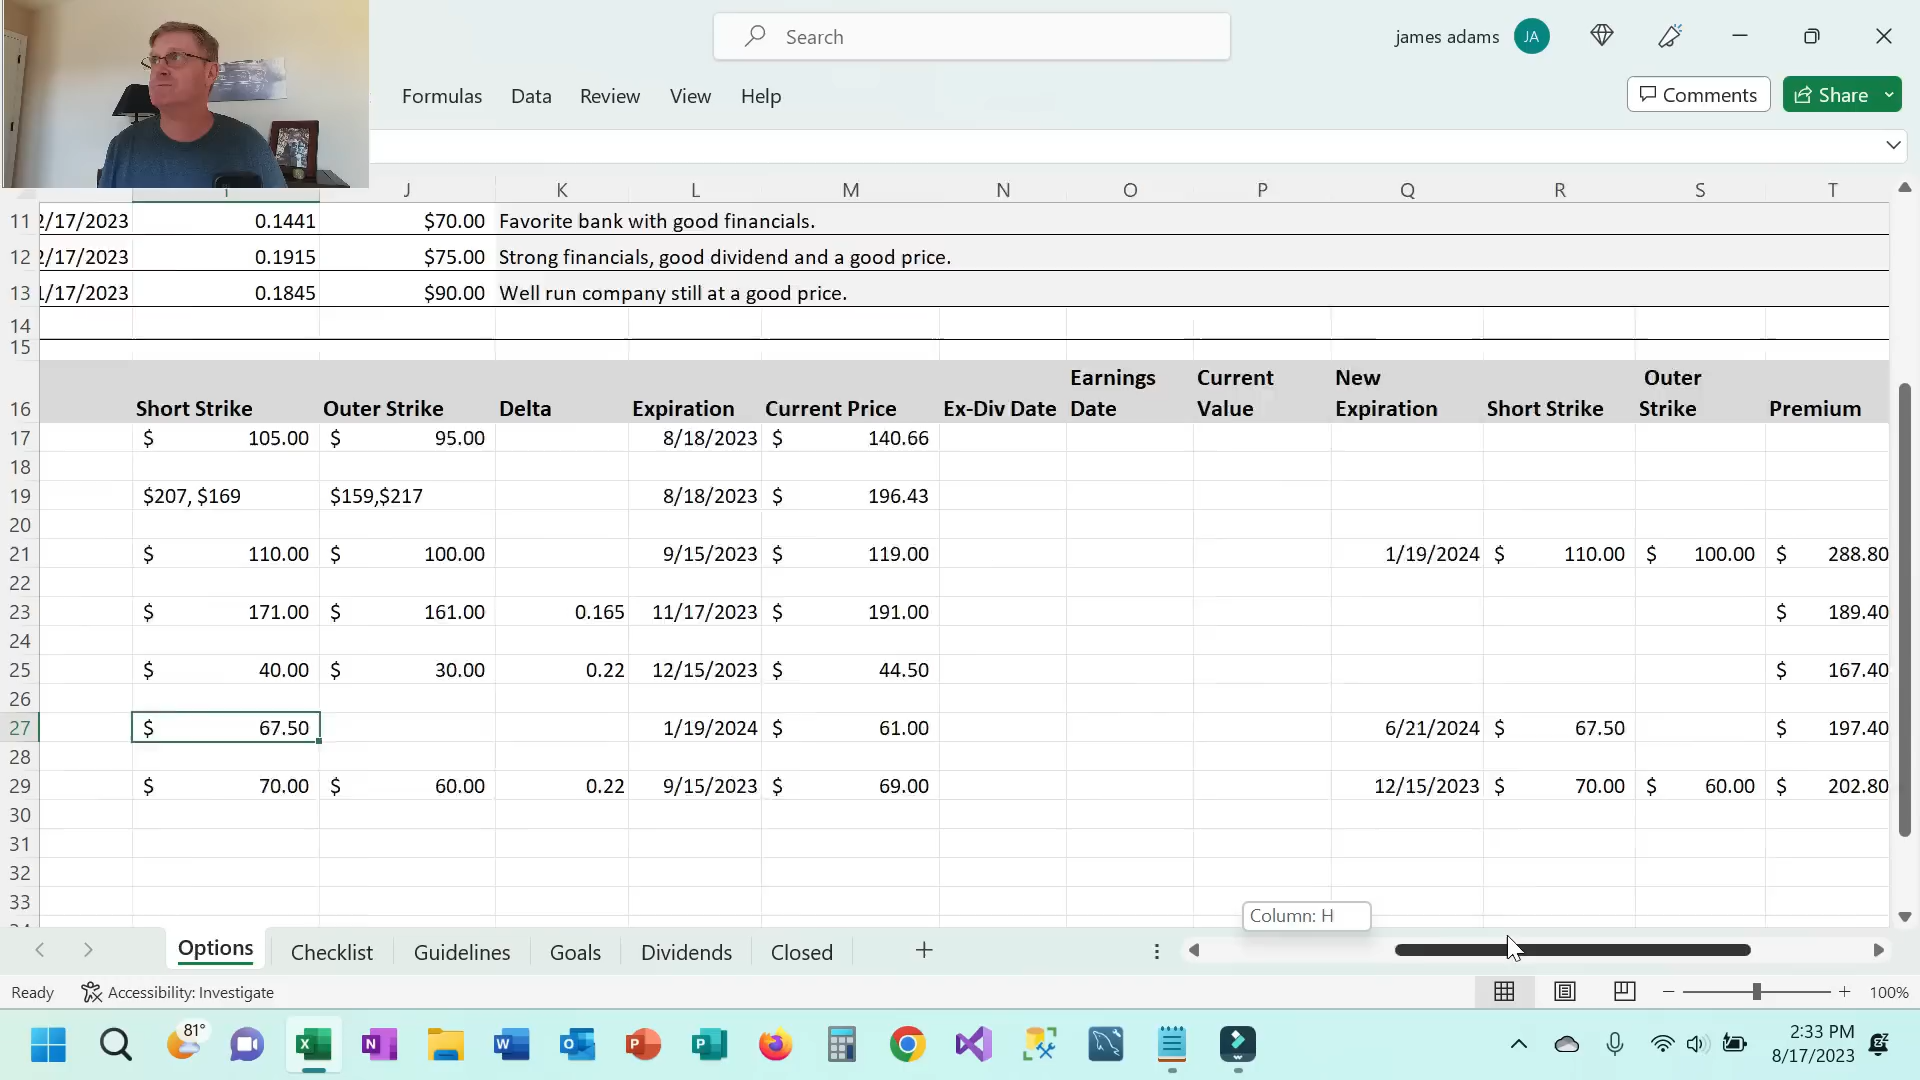 Search
james adams
JA
Formulas Data Review View Help
Comments
Share
J K L M N O P Q R S T
11 2/17/2023 0.1441 $70.00 Favorite bank with good financials.
12 2/17/2023 0.1915 $75.00 Strong financials, good dividend and a good price.
13 1/17/2023 0.1845 $90.00 Well run company still at a good price.
14
15
Earnings Current New Outer
16 Short Strike Outer Strike Delta Expiration Current Price Ex-Div Date Date Value Expiration Short Strike Strike Premium
17 $ 105.00 $ 95.00 8/18/2023 $ 140.66
18
19 $207, $169 $159,$217 8/18/2023 $ 196.43
20
21 $ 110.00 $ 100.00 9/15/2023 $ 119.00 1/19/2024 $ 110.00 $ 100.00 $ 288.80
22
23 $ 171.00 $ 161.00 0.165 11/17/2023 $ 191.00 $ 189.40
24
25 $ 40.00 $ 30.00 0.22 12/15/2023 $ 44.50 $ 167.40
26
27 $ 67.50 1/19/2024 $ 61.00 6/21/2024 $ 67.50 $ 197.40
28
29 $ 70.00 $ 60.00 0.22 9/15/2023 $ 69.00 12/15/2023 $ 70.00 $ 60.00 $ 202.80
30
31
32
33
Column: H
Options Checklist Guidelines Goals Dividends Closed
Ready Accessibility: Investigate 100%
81°
2:33 PM
8/17/2023